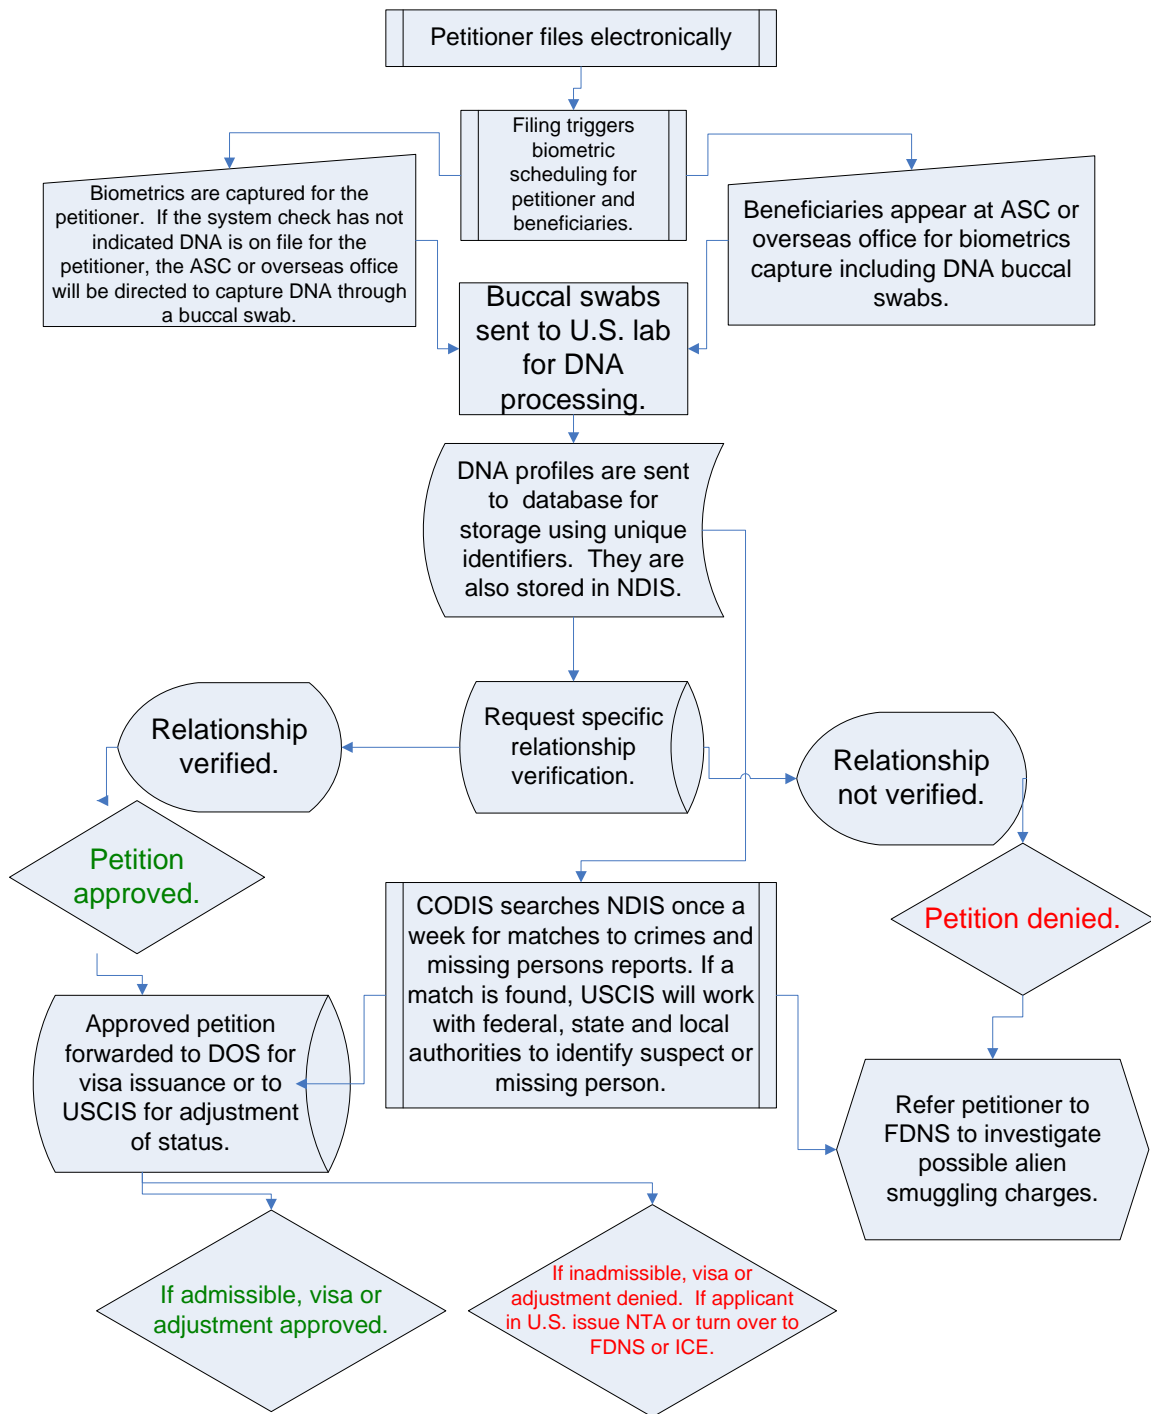 Petitioner files electronically
Filing triggers
biometric
scheduling for
petitioner and
beneficiaries.
Biometrics are captured for the
petitioner. If the system check has not
indicated DNA is on file for the
petitioner, the ASC or overseas office
will be directed to capture DNA through
a buccal swab.
Beneficiaries appear at ASC or
overseas office for biometrics
capture including DNA buccal
swabs.
Buccal swabs
sent to U.S. lab
for DNA
processing.
DNA profiles are sent
to database for
storage using unique
identifiers. They are
also stored in NDIS.
Relationship
verified.
Request specific
relationship
verification.
Relationship
not verified.
Petition
approved.
Petition denied.
CODIS searches NDIS once a
week for matches to crimes and
missing persons reports. If a
match is found, USCIS will work
with federal, state and local
authorities to identify suspect or
missing person.
Approved petition
forwarded to DOS for
visa issuance or to
USCIS for adjustment
of status.
Refer petitioner to
FDNS to investigate
possible alien
smuggling charges.
If admissible, visa or
adjustment approved.
If inadmissible, visa or
adjustment denied. If applicant
in U.S. issue NTA or turn over to
FDNS or ICE.